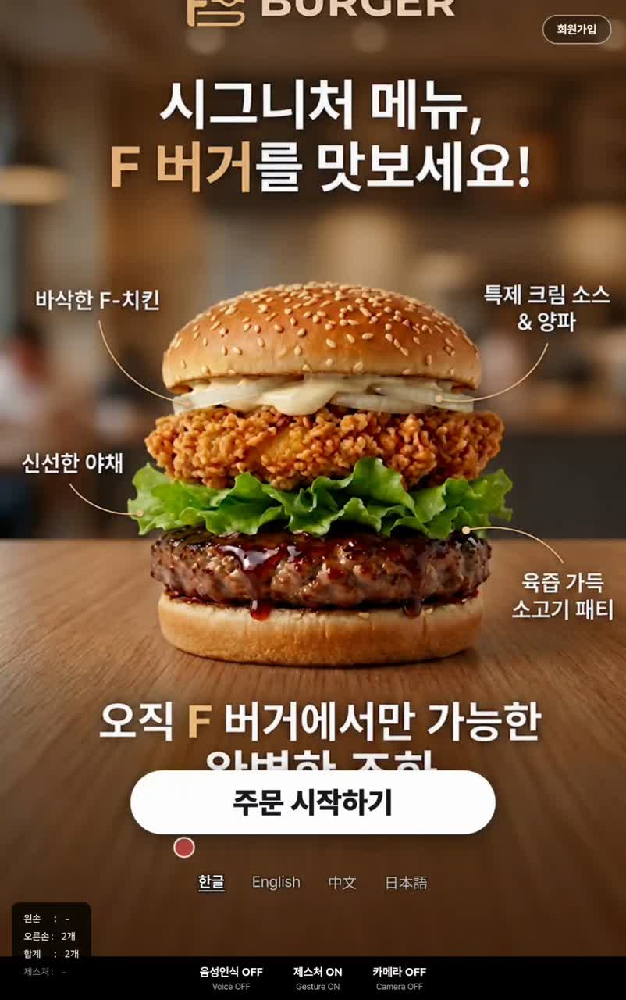 BURGER
회원가입
시그니처 메뉴,
F 버거를 맛보세요!
바삭한 F-치킨
특제 크림 소스
& 양파
신선한 야채
육즙 가득
소고기 패티
오직 F 버거에서만 가능한
완벽한 조화
주문 시작하기
한글 English 中文 日本語
왼손 : -
오른손 : 2개
합계 : 2개
제스처 : -
음성인식 OFF 제스처 ON 카메라 OFF
Voice OFF Gesture ON Camera OFF